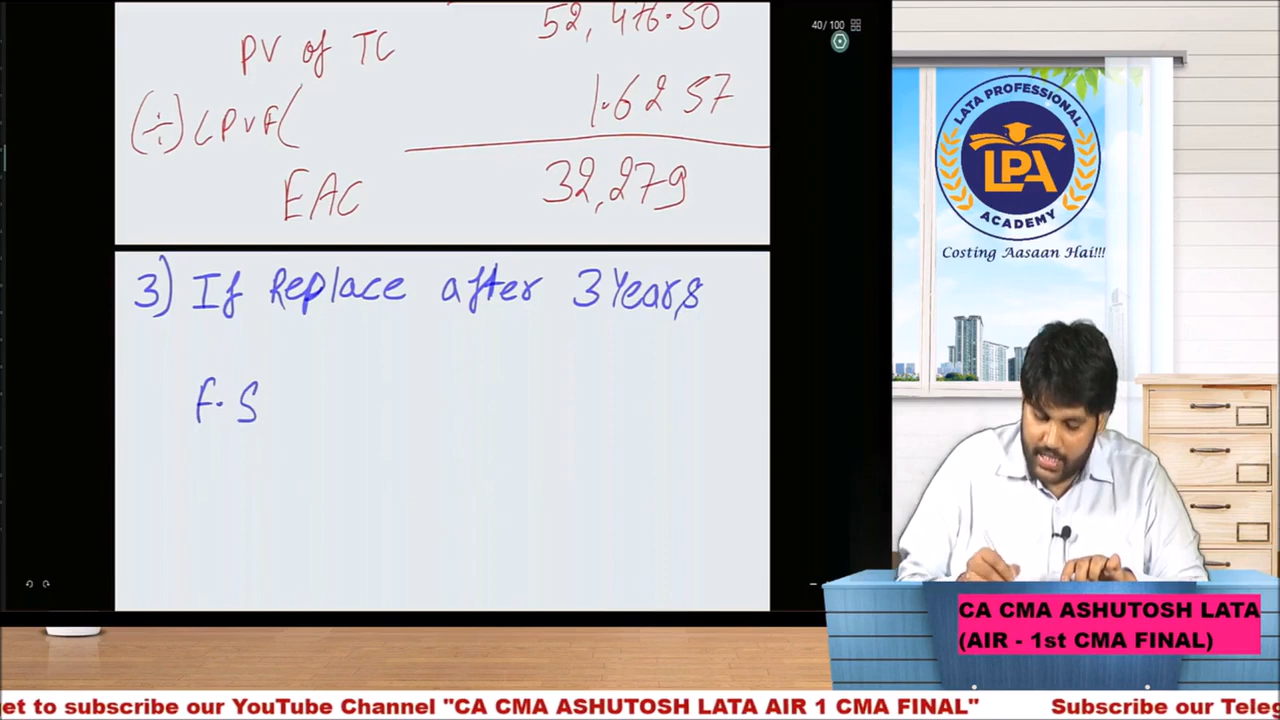 52,476.50
PV of TC
1.6257
(÷) CPVF(
EAC 32,279
3) If Replace after 3 Years
F. S
40/100
LATA PROFESSIONAL
LPA
ACADEMY
Costing Aasaan Hai!!!
CA CMA ASHUTOSH LATA
(AIR - 1st CMA FINAL)
et to subscribe our YouTube Channel "CA CMA ASHUTOSH LATA AIR 1 CMA FINAL" Subscribe our Teleg